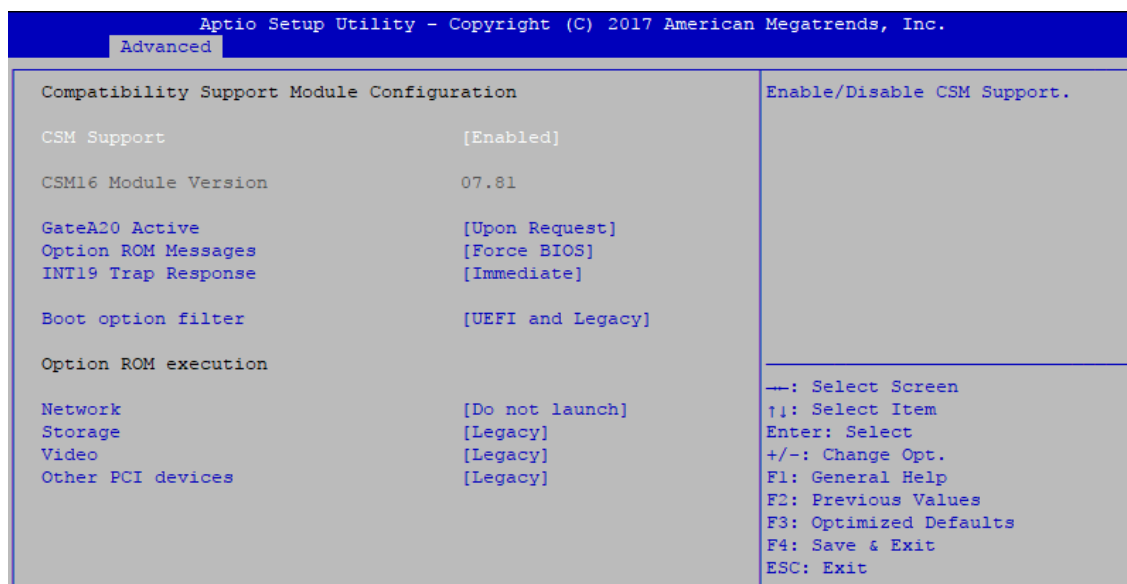 Aptio Setup Utility - Copyright (C) 2017 American Megatrends, Inc.
Advanced
Compatibility Support Module Configuration
CSM Support [Enabled]
CSM16 Module Version 07.81
GateA20 Active [Upon Request]
Option ROM Messages [Force BIOS]
INT19 Trap Response [Immediate]
Boot option filter [UEFI and Legacy]
Option ROM execution
Network [Do not launch]
Storage [Legacy]
Video [Legacy]
Other PCI devices [Legacy]
Enable/Disable CSM Support.
→←: Select Screen
↑↓: Select Item
Enter: Select
+/-: Change Opt.
F1: General Help
F2: Previous Values
F3: Optimized Defaults
F4: Save & Exit
ESC: Exit